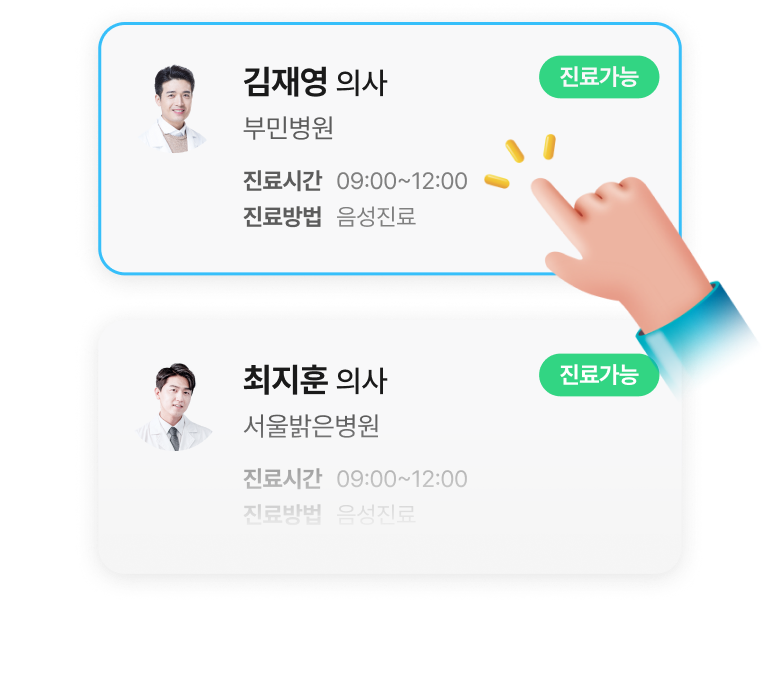 김재영 의사
진료가능
부민병원
진료시간 09:00~12:00
진료방법 음성진료
최지훈 의사
진료가능
서울밝은병원
진료시간 09:00~12:00
진료방법 음성진료